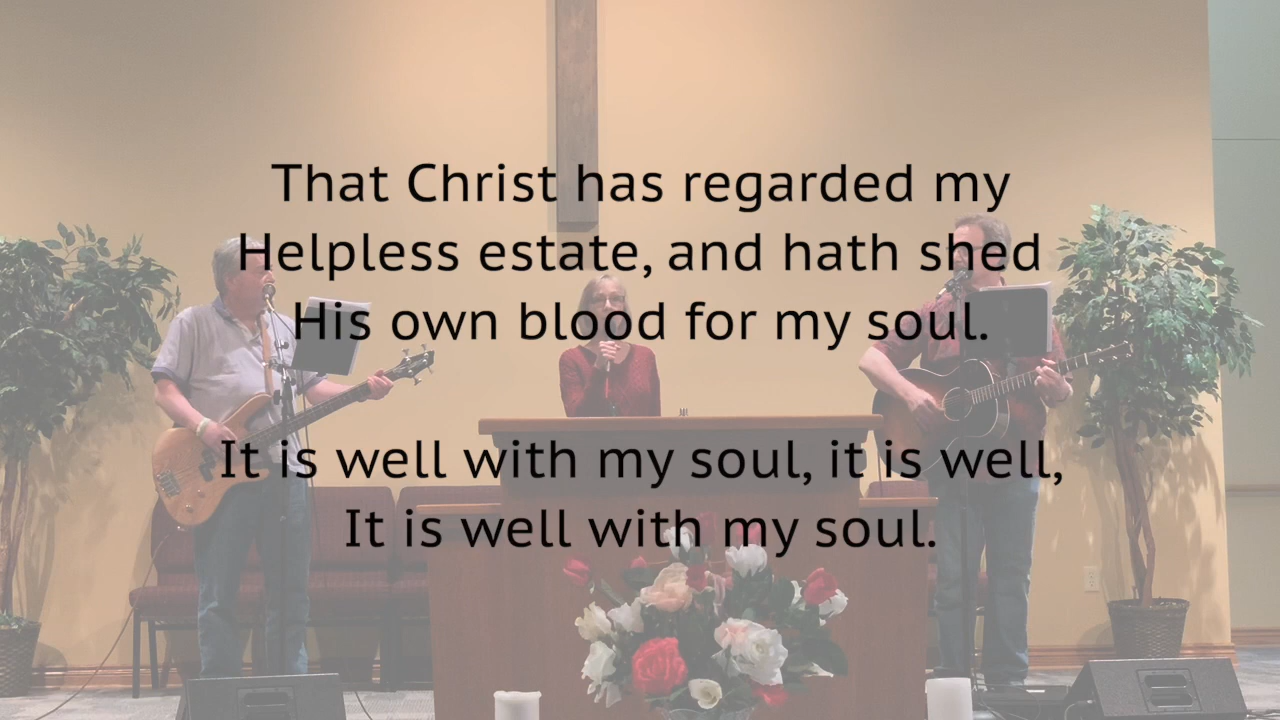 That Christ has regarded my
Helpless estate, and hath shed
His own blood for my soul.
It is well with my soul, it is well,
It is well with my soul.